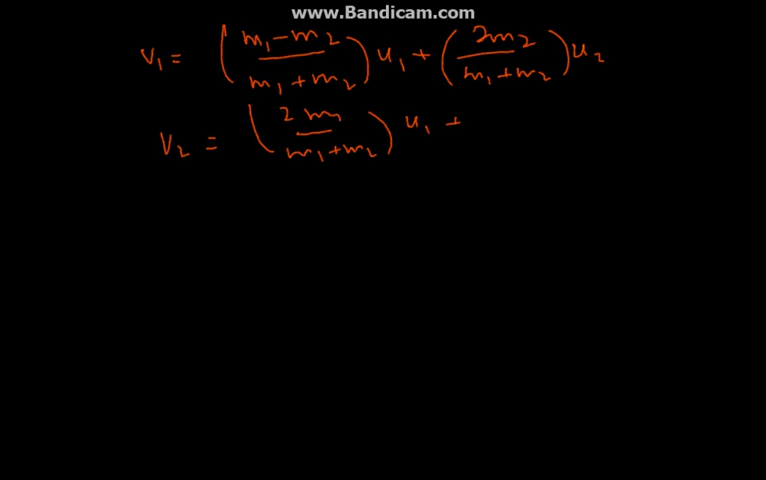 www.Bandicam.com
v₁ = ((m₁ - m₂)/(m₁ + m₂)) u₁ + (2m₂/(m₁ + m₂)) u₂
v₂ = (2m₁/(m₁ + m₂)) u₁ +